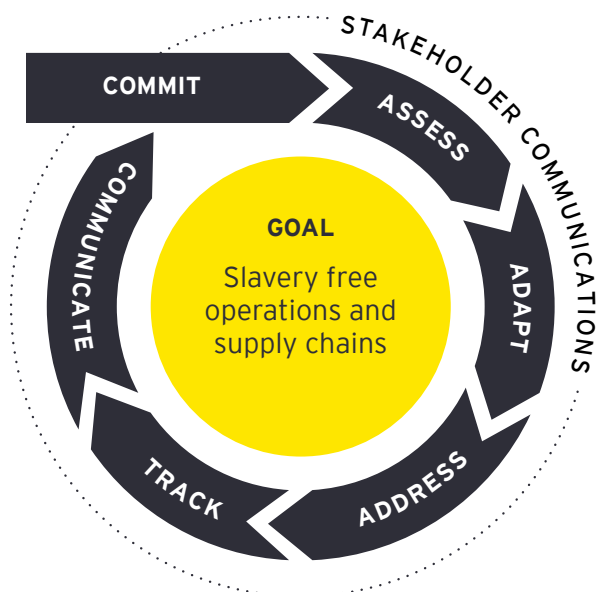 STAKEHOLDER COMMUNICATIONS
COMMIT
ASSESS
ADAPT
ADDRESS
TRACK
COMMUNICATE
GOAL
Slavery free
operations and
supply chains